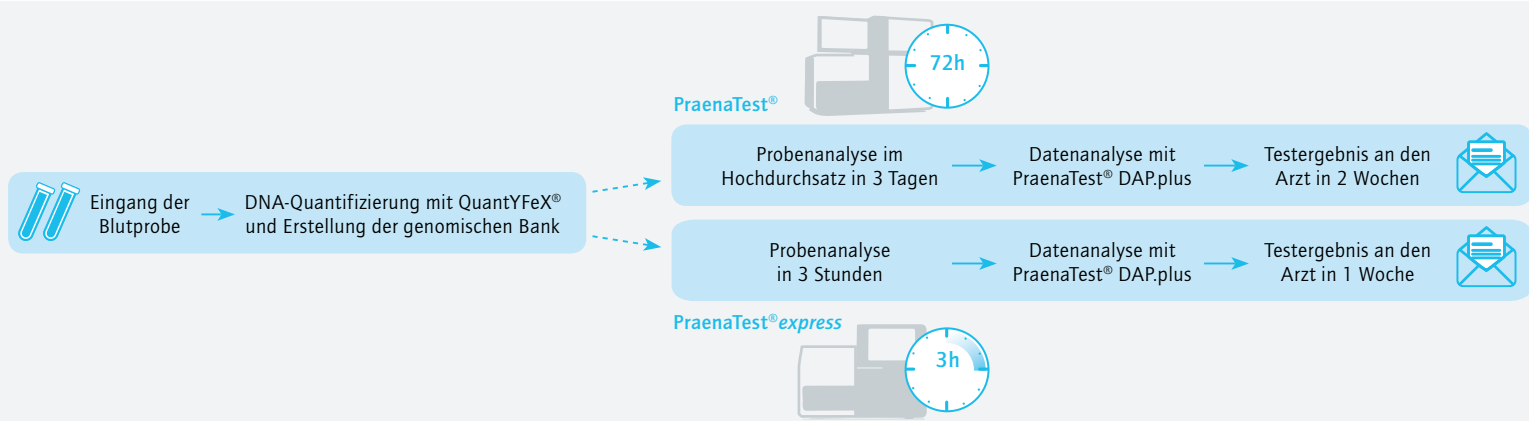 72h
PraenaTest®
Probenanalyse im
Hochdurchsatz in 3 Tagen
Datenanalyse mit
PraenaTest® DAP.plus
Testergebnis an den
Arzt in 2 Wochen
Eingang der
Blutprobe
DNA-Quantifizierung mit QuantYFeX®
und Erstellung der genomischen Bank
Probenanalyse
in 3 Stunden
Datenanalyse mit
PraenaTest® DAP.plus
Testergebnis an den
Arzt in 1 Woche
PraenaTest®express
3h